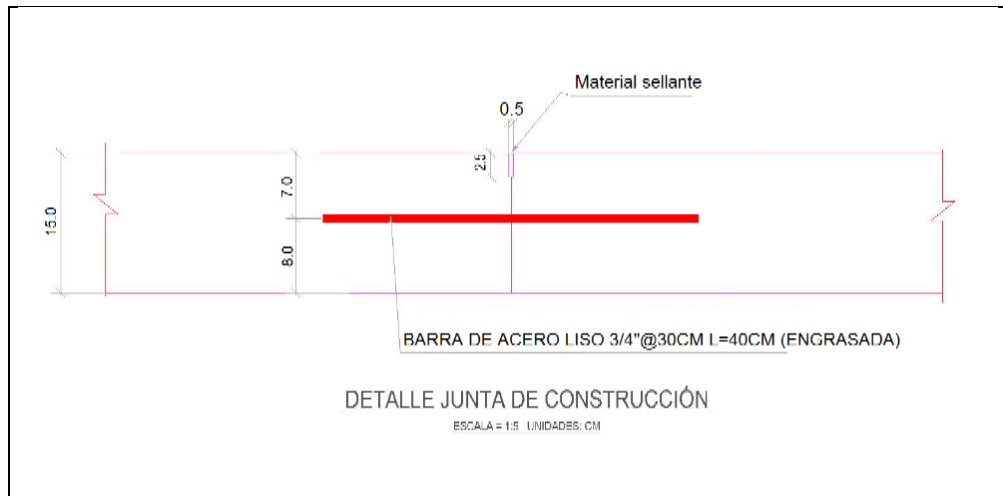 Material sellante
0.5
2.5
7.0
15.0
8.0
BARRA DE ACERO LISO 3/4"@30CM L=40CM (ENGRASADA)
DETALLE JUNTA DE CONSTRUCCIÓN
ESCALA = 1:5 UNIDADES: CM